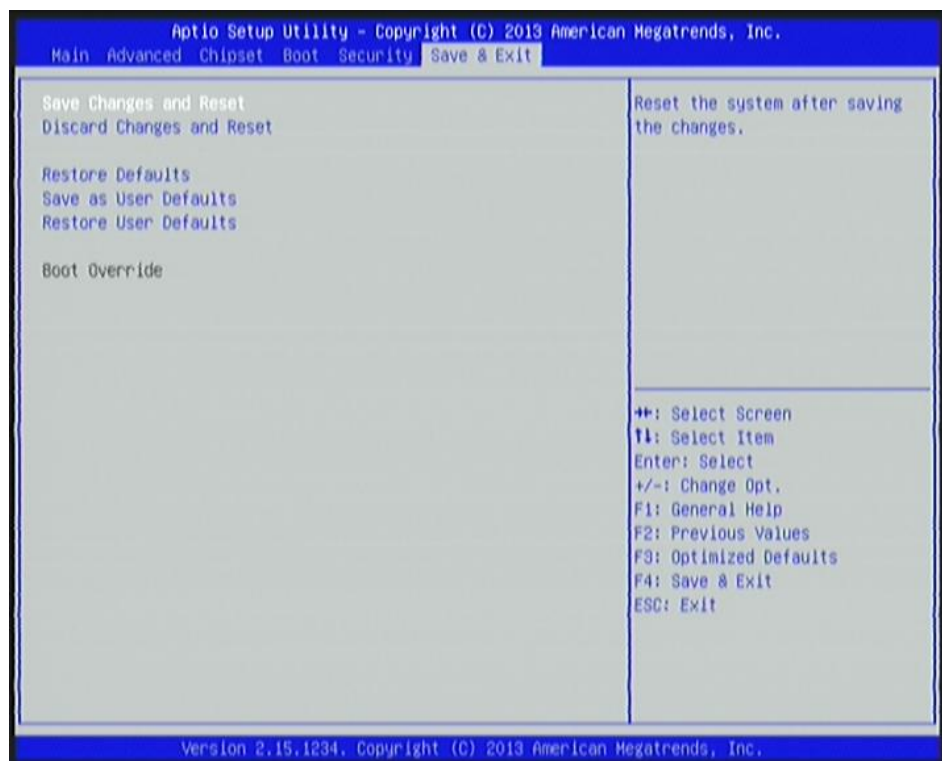 Aptio Setup Utility - Copyright (C) 2013 American Megatrends, Inc.
Main Advanced Chipset Boot Security Save & Exit
Save Changes and Reset
Discard Changes and Reset
Restore Defaults
Save as User Defaults
Restore User Defaults
Boot Override
Reset the system after saving
the changes.
→←: Select Screen
↑↓: Select Item
Enter: Select
+/-: Change Opt.
F1: General Help
F2: Previous Values
F3: Optimized Defaults
F4: Save & Exit
ESC: Exit
Version 2.15.1234. Copyright (C) 2013 American Megatrends, Inc.